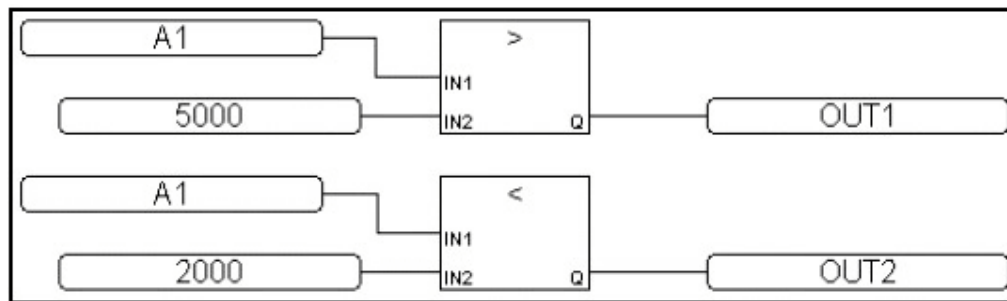 A1
>
IN1
5000
IN2
Q
OUT1
A1
<
IN1
2000
IN2
Q
OUT2